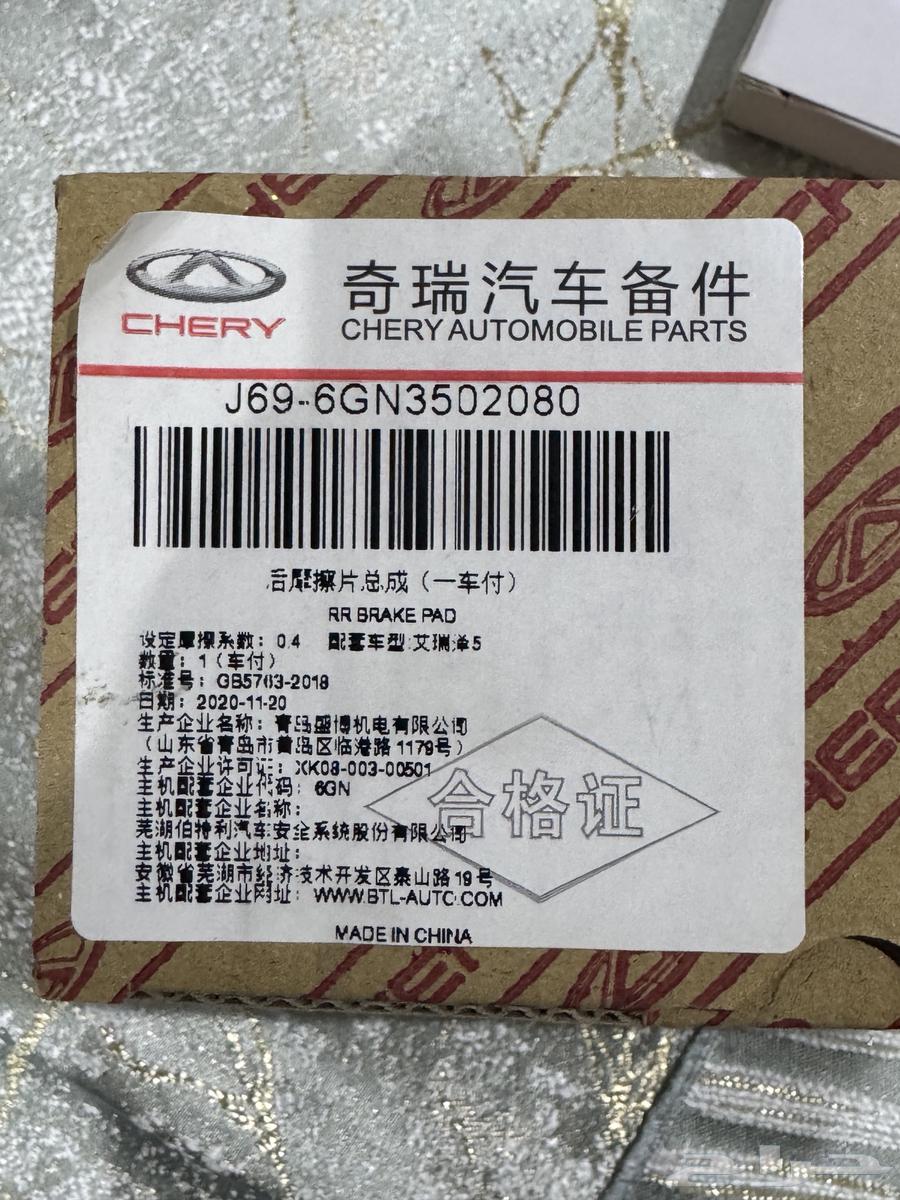 CHERY
奇瑞汽车备件
CHERY AUTOMOBILE PARTS
J69-6GN3502080
后摩擦片总成（一车付）
RR BRAKE PAD
设定摩擦系数：0.4 配套车型:艾瑞泽5
数量：1（车付）
标准号：GB5763-2018
日期：2020-11-20
生产企业名称：青岛盛博机电有限公司
（山东省青岛市黄岛区临港路1179号）
生产企业许可证：XK08-003-00501
主机配套企业代码：6GN
主机配套企业名称：
芜湖伯特利汽车安全系统股份有限公司
主机配套企业地址：
安徽省芜湖市经济技术开发区泰山路19号
主机配套企业网址：WWW.BTL-AUTO.COM
合格证
MADE IN CHINA